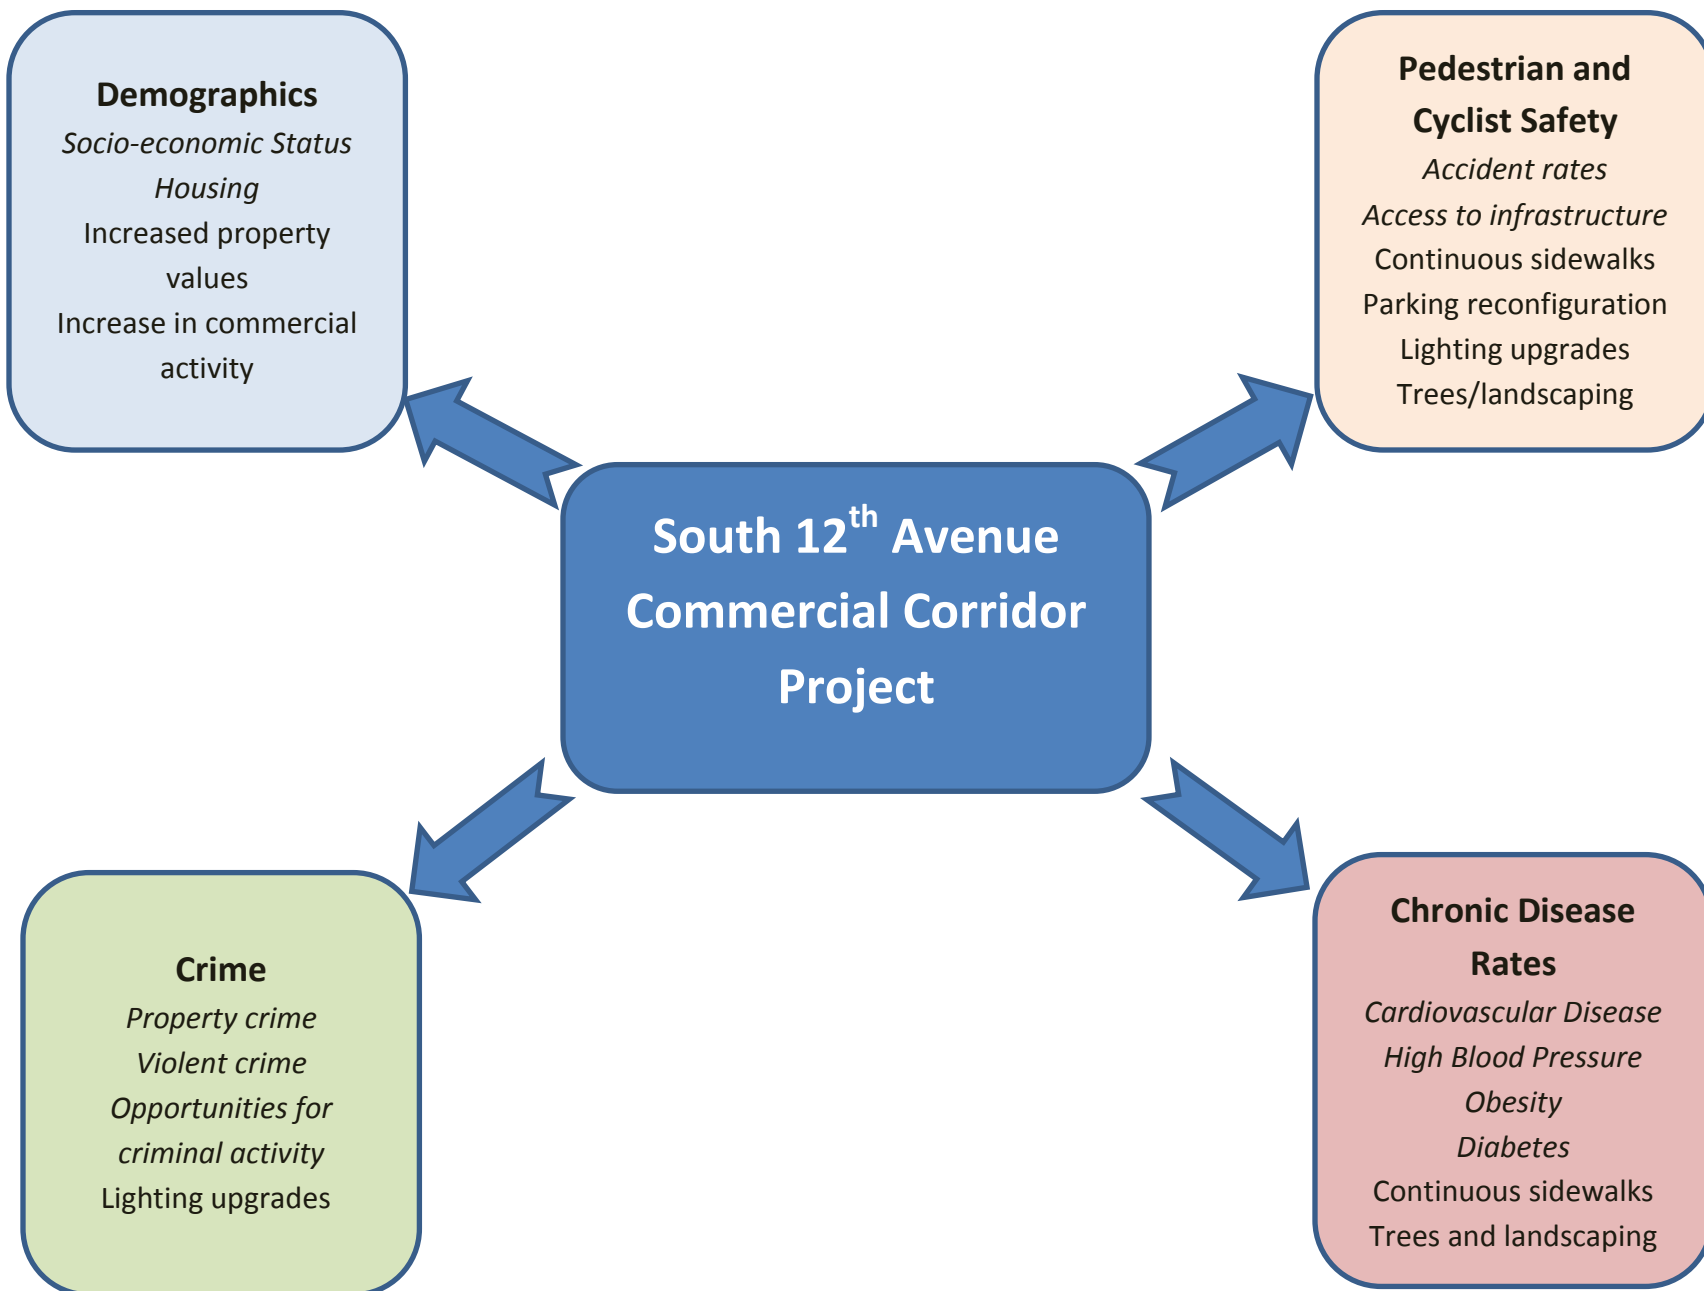 Demographics
Socio-economic Status
Housing
Increased property
values
Increase in commercial
activity
Pedestrian and
Cyclist Safety
Accident rates
Access to infrastructure
Continuous sidewalks
Parking reconfiguration
Lighting upgrades
Trees/landscaping
South 12th Avenue
Commercial Corridor
Project
Crime
Property crime
Violent crime
Opportunities for
criminal activity
Lighting upgrades
Chronic Disease
Rates
Cardiovascular Disease
High Blood Pressure
Obesity
Diabetes
Continuous sidewalks
Trees and landscaping